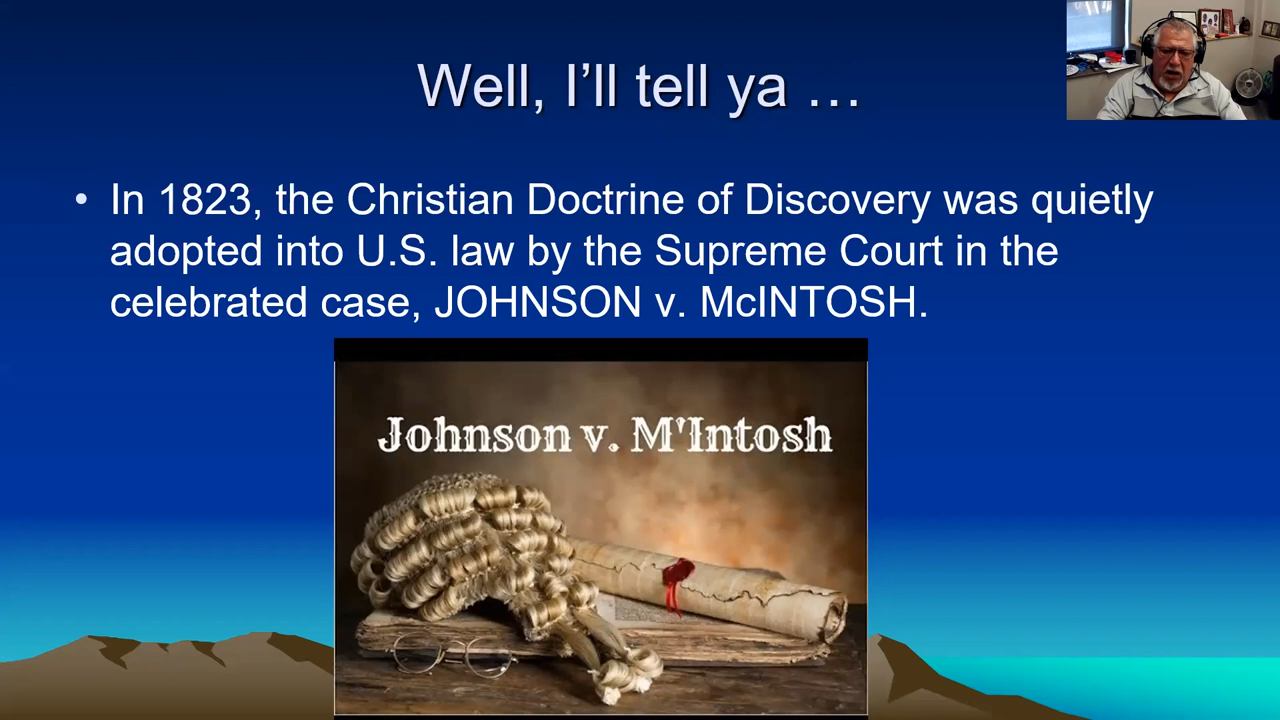 Well, I’ll tell ya …
• In 1823, the Christian Doctrine of Discovery was quietly
adopted into U.S. law by the Supreme Court in the
celebrated case, JOHNSON v. McINTOSH.
Johnson v. M'Intosh